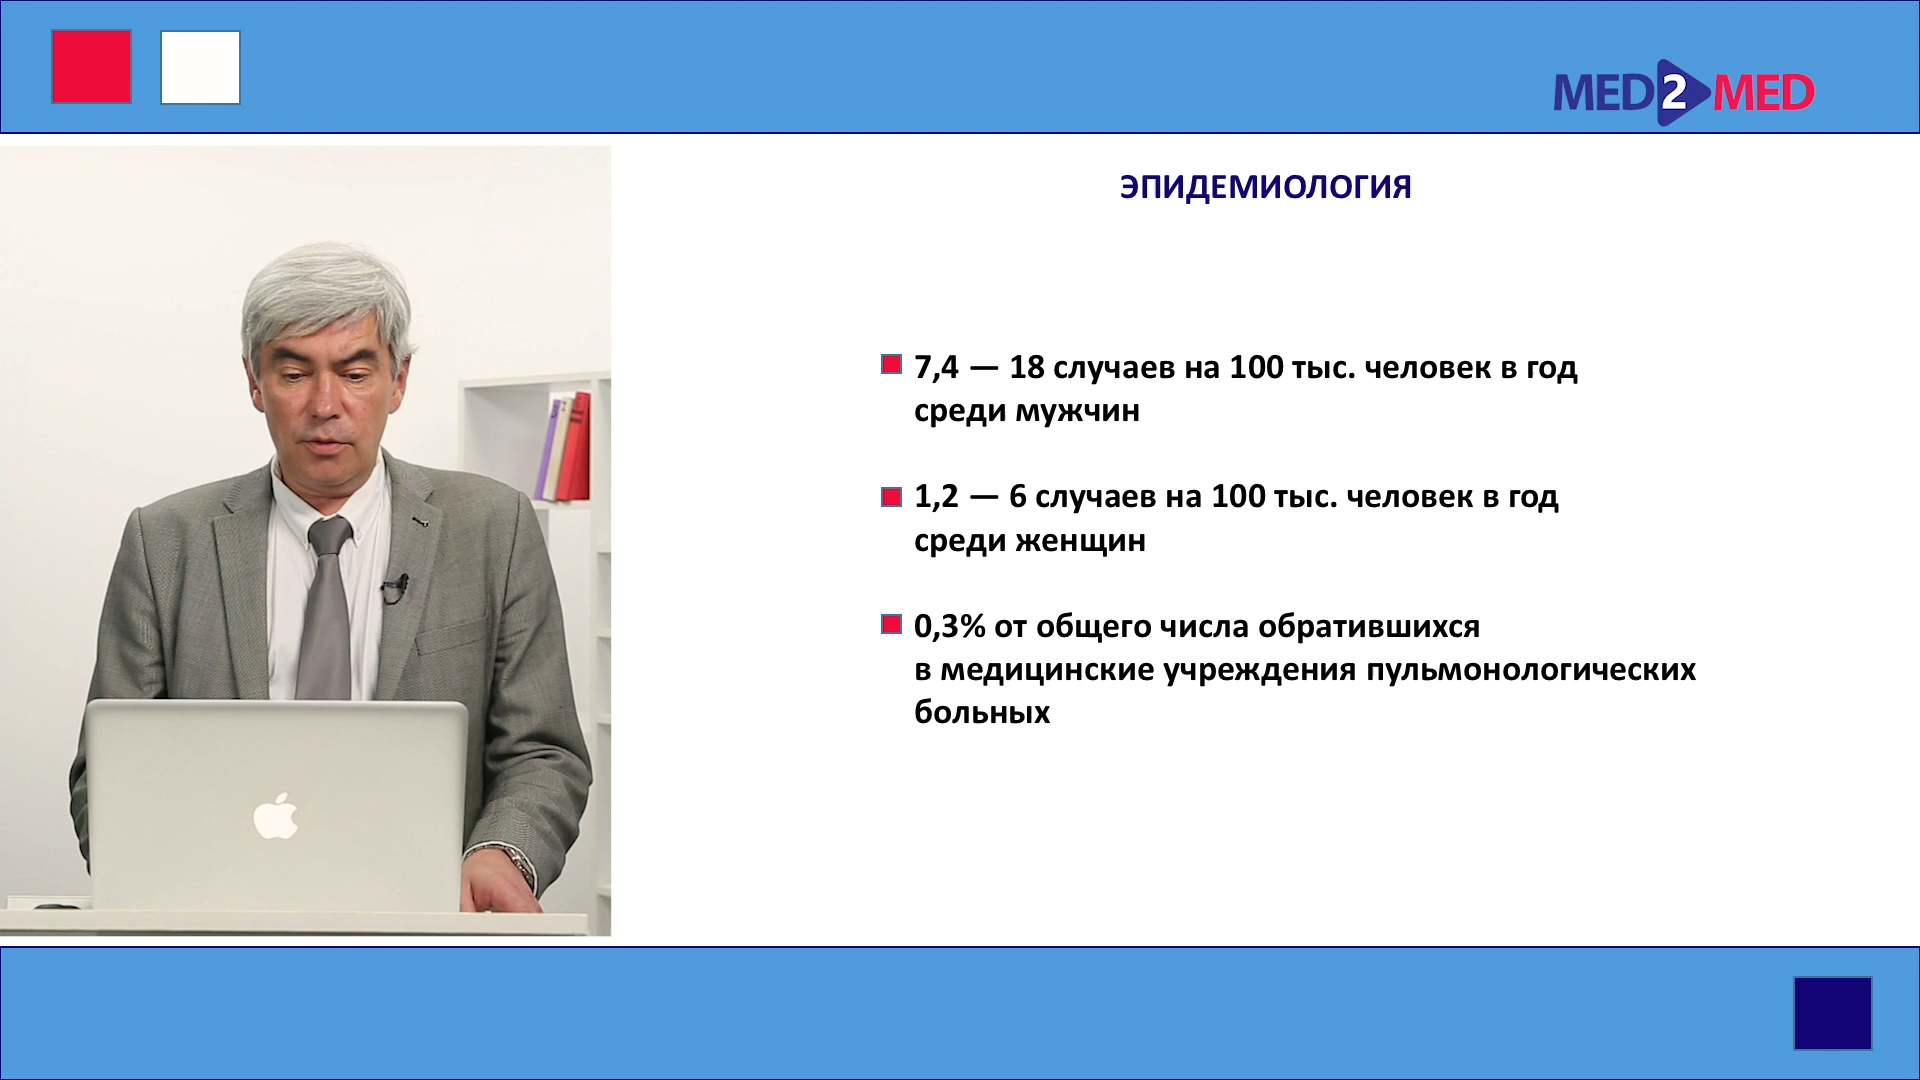 MED2MED
ЭПИДЕМИОЛОГИЯ
7,4 — 18 случаев на 100 тыс. человек в год
среди мужчин
1,2 — 6 случаев на 100 тыс. человек в год
среди женщин
0,3% от общего числа обратившихся
в медицинские учреждения пульмонологических
больных